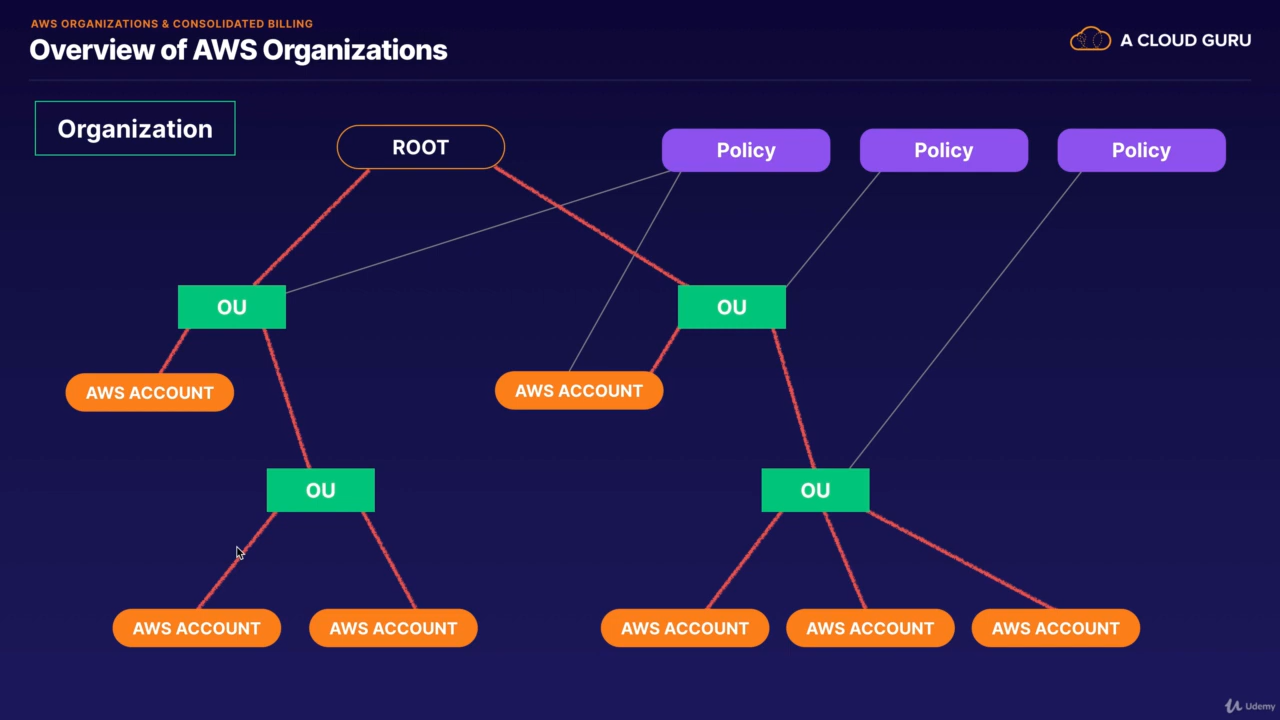 AWS ORGANIZATIONS & CONSOLIDATED BILLING
Overview of AWS Organizations
A CLOUD GURU
Organization
ROOT
Policy
Policy
Policy
OU
OU
AWS ACCOUNT
AWS ACCOUNT
OU
OU
AWS ACCOUNT
AWS ACCOUNT
AWS ACCOUNT
AWS ACCOUNT
AWS ACCOUNT
Udemy